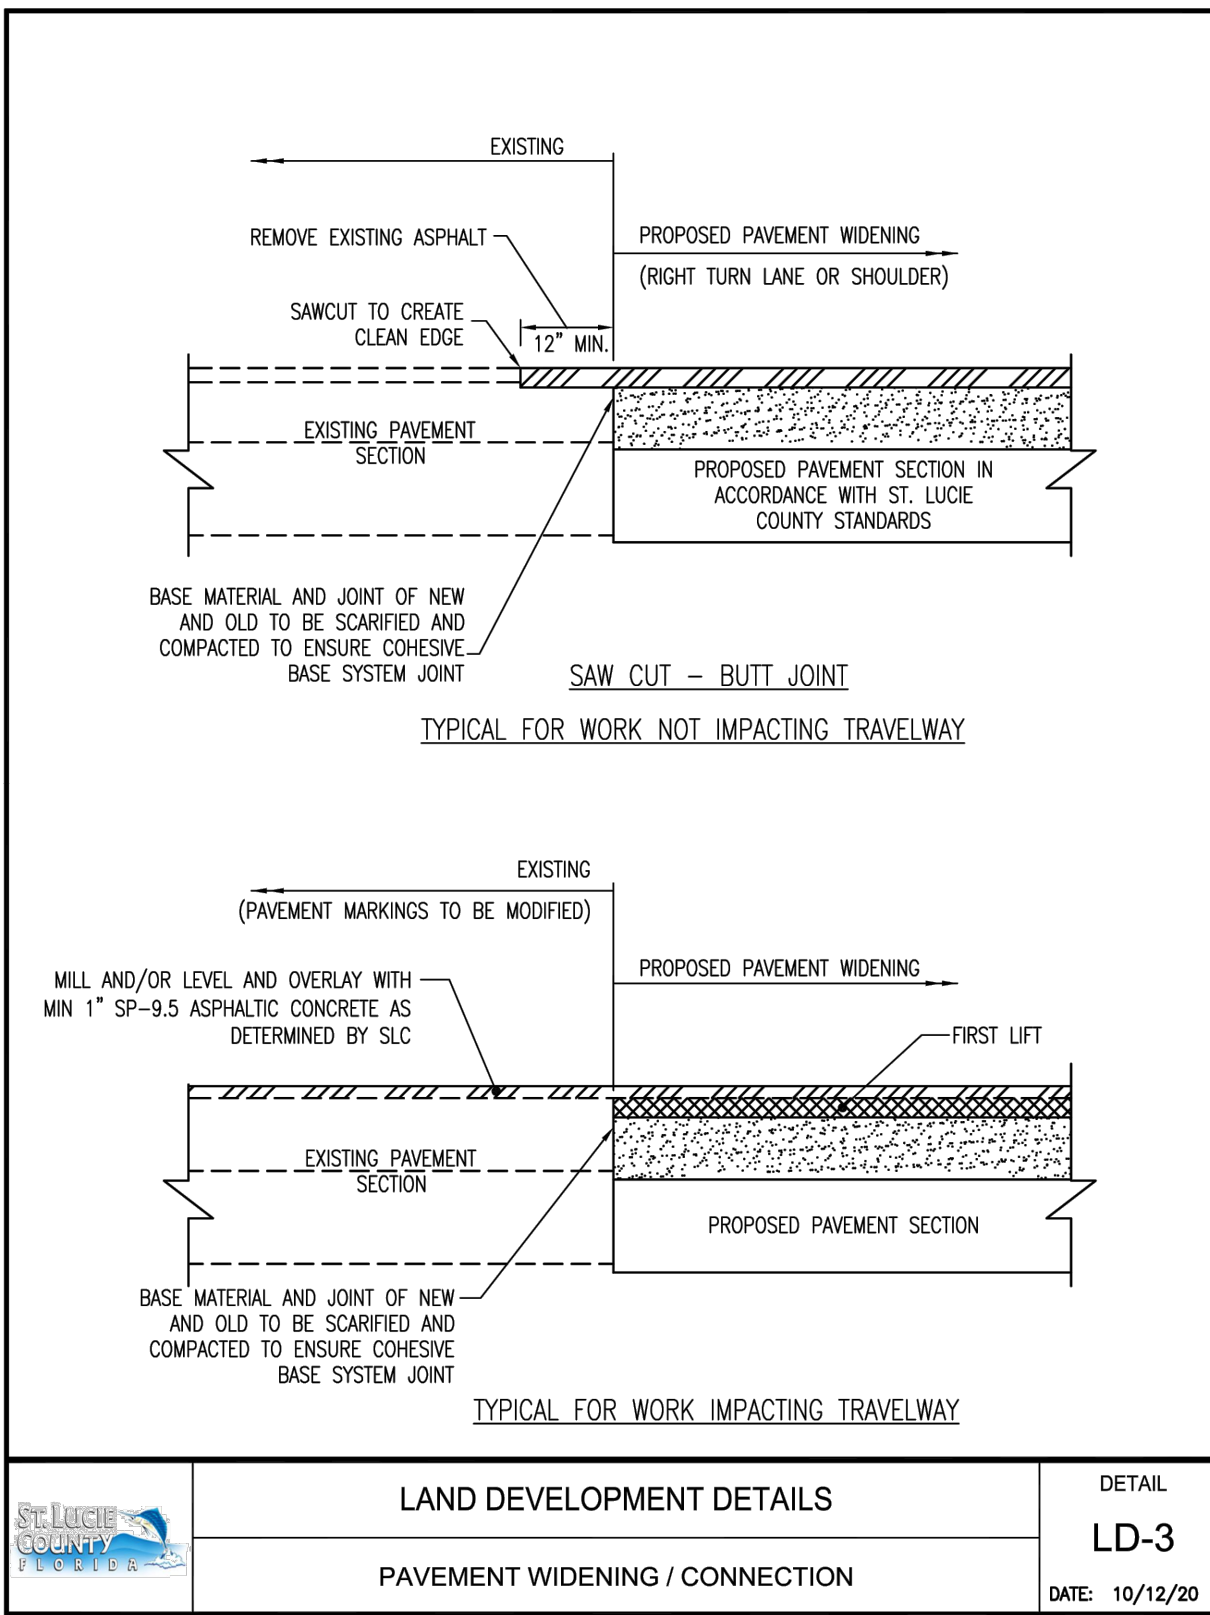 EXISTING
REMOVE EXISTING ASPHALT
PROPOSED PAVEMENT WIDENING
(RIGHT TURN LANE OR SHOULDER)
SAWCUT TO CREATE
CLEAN EDGE
12" MIN.
EXISTING PAVEMENT
SECTION
PROPOSED PAVEMENT SECTION IN
ACCORDANCE WITH ST. LUCIE
COUNTY STANDARDS
BASE MATERIAL AND JOINT OF NEW
AND OLD TO BE SCARIFIED AND
COMPACTED TO ENSURE COHESIVE
BASE SYSTEM JOINT
SAW CUT – BUTT JOINT
TYPICAL FOR WORK NOT IMPACTING TRAVELWAY
EXISTING
(PAVEMENT MARKINGS TO BE MODIFIED)
PROPOSED PAVEMENT WIDENING
MILL AND/OR LEVEL AND OVERLAY WITH
MIN 1" SP–9.5 ASPHALTIC CONCRETE AS
DETERMINED BY SLC
FIRST LIFT
EXISTING PAVEMENT
SECTION
PROPOSED PAVEMENT SECTION
BASE MATERIAL AND JOINT OF NEW
AND OLD TO BE SCARIFIED AND
COMPACTED TO ENSURE COHESIVE
BASE SYSTEM JOINT
TYPICAL FOR WORK IMPACTING TRAVELWAY
ST. LUCIE
COUNTY
FLORIDA
LAND DEVELOPMENT DETAILS
PAVEMENT WIDENING / CONNECTION
DETAIL
LD-3
DATE: 10/12/20